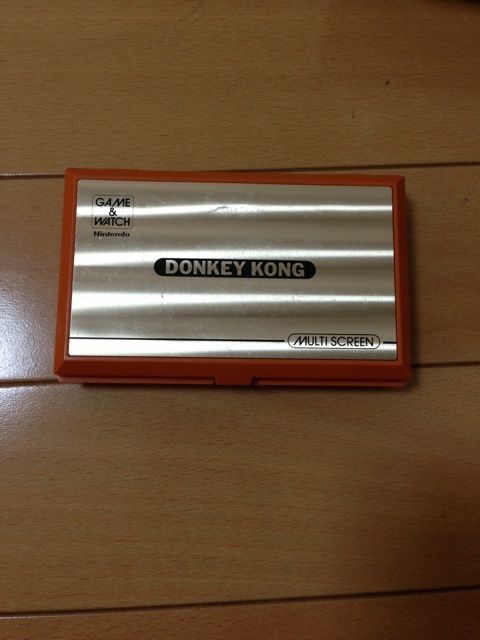 GAME
&
WATCH
Nintendo
DONKEY KONG
MULTI SCREEN